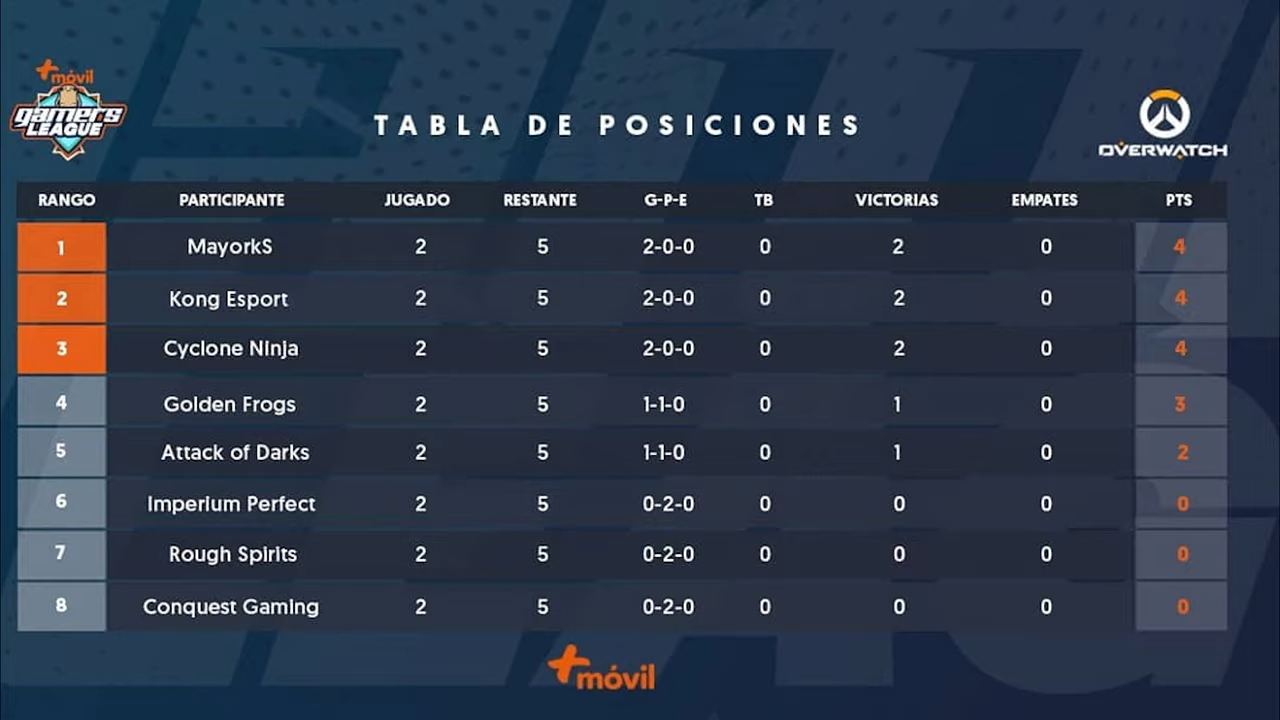 +móvil
gamers
LEAGUE
TABLA DE POSICIONES
OVERWATCH
RANGO PARTICIPANTE JUGADO RESTANTE G-P-E TB VICTORIAS EMPATES PTS
1 MayorkS 2 5 2-0-0 0 2 0 4
2 Kong Esport 2 5 2-0-0 0 2 0 4
3 Cyclone Ninja 2 5 2-0-0 0 2 0 4
4 Golden Frogs 2 5 1-1-0 0 1 0 3
5 Attack of Darks 2 5 1-1-0 0 1 0 2
6 Imperium Perfect 2 5 0-2-0 0 0 0 0
7 Rough Spirits 2 5 0-2-0 0 0 0 0
8 Conquest Gaming 2 5 0-2-0 0 0 0 0
+móvil